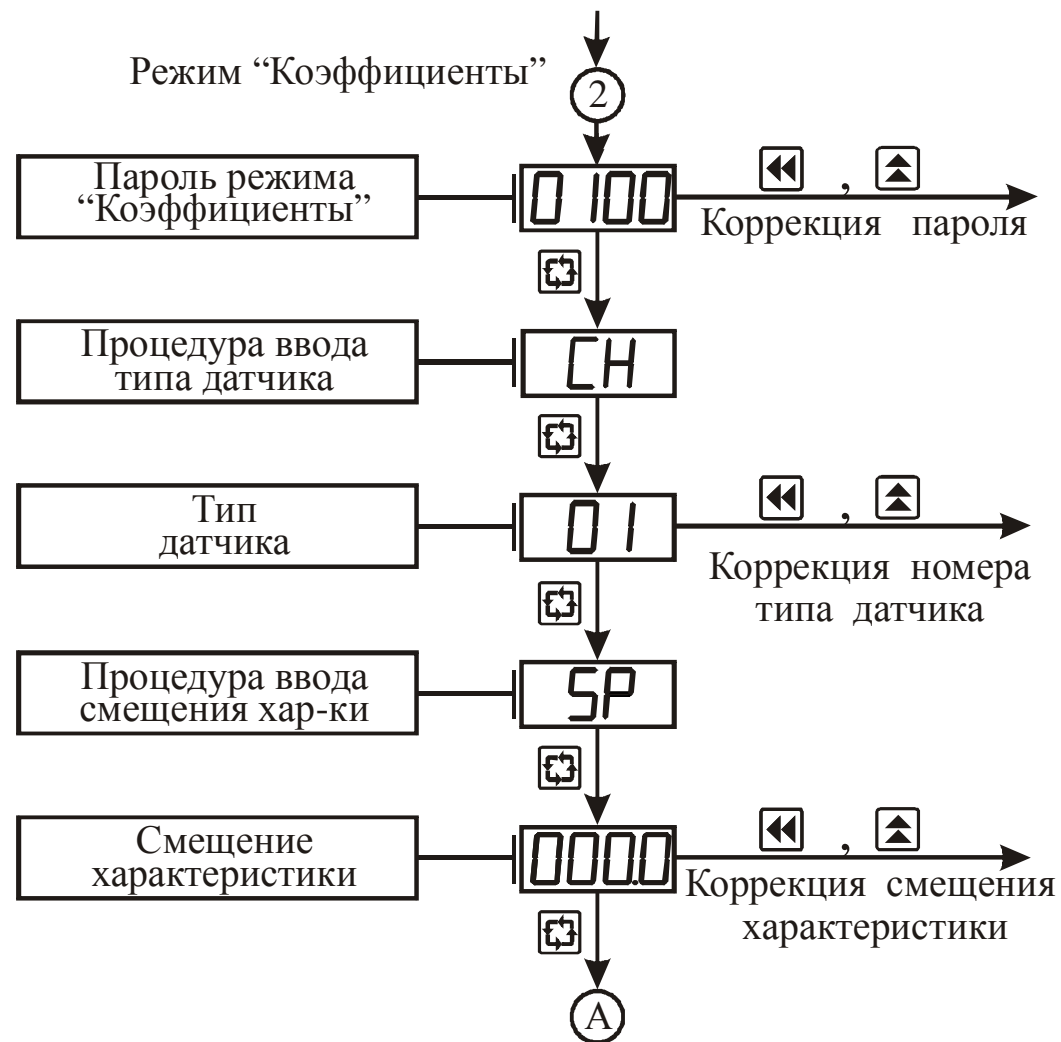 Режим “Коэффициенты”
2
Пароль режима
“Коэффициенты”
0100
,
Коррекция пароля
Процедура ввода
типа датчика
CH
Тип
датчика
01
,
Коррекция номера
типа датчика
Процедура ввода
смещения хар-ки
SP
Смещение
характеристики
000.0
,
Коррекция смещения
характеристики
А